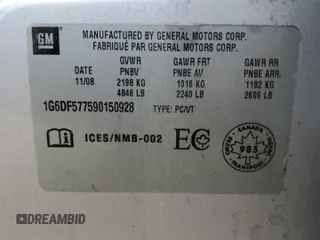 GM
MANUFACTURED BY GENERAL MOTORS CORP.
FABRIQUÉ PAR GENERAL MOTORS CORP.
GVWR GAWR FRT GAWR RR
11/08 PNBV PNBE AV PNBE AR
2198 KG 1016 KG 1182 KG
4846 LB 2240 LB 2606 LB
1G6DF577590150928 TYPE: PC/VT
i ICES/NMB-002 EC
CANADA
TRANSPORT
985
DREAMBID